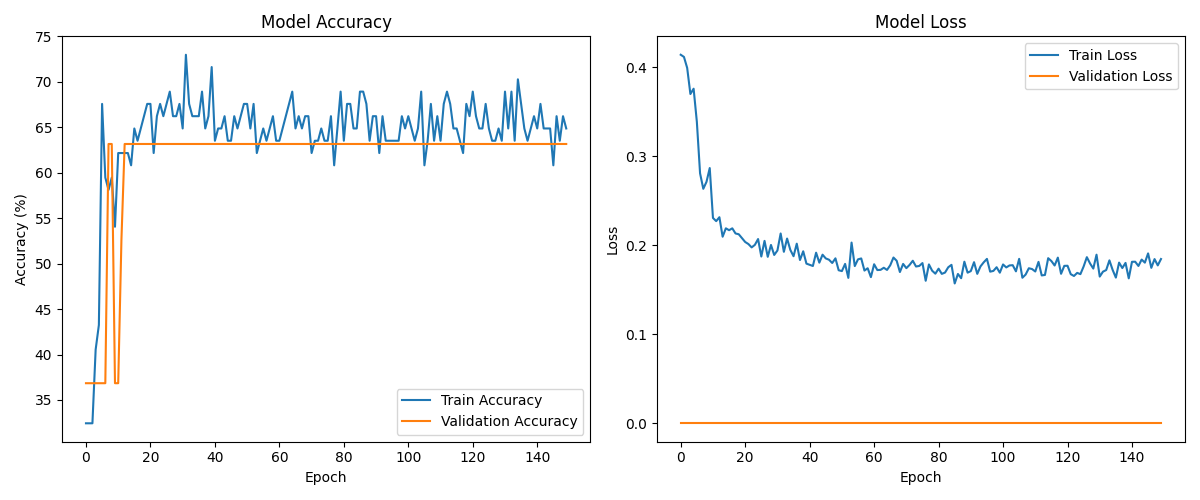 Model Accuracy
Accuracy (%)
75
70
65
60
55
50
45
40
35
0 20 40 60 80 100 120 140
Epoch
Train Accuracy
Validation Accuracy
Model Loss
Loss
0.4
0.3
0.2
0.1
0.0
0 20 40 60 80 100 120 140
Epoch
Train Loss
Validation Loss